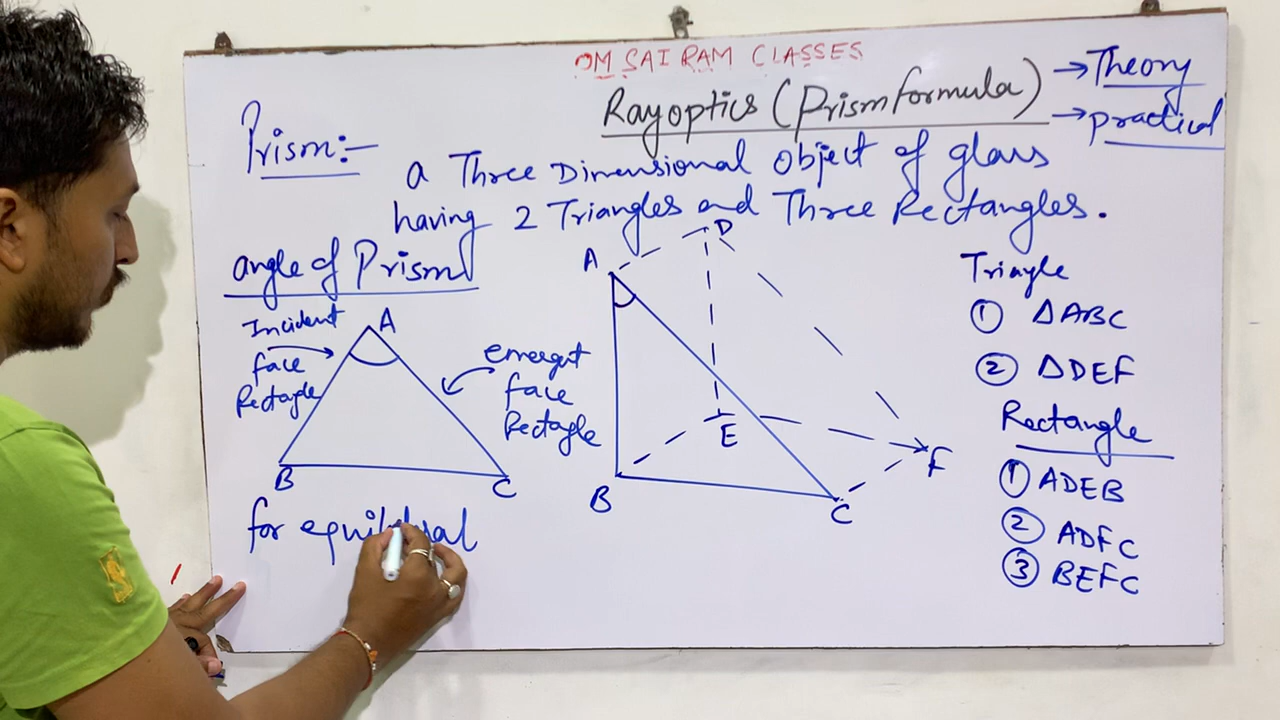 OM SAI RAM CLASSES
Ray optics (Prism formula) → Theory
→ practical
Prism:-
a Three Dimensional Object of glass
having 2 Triangles and Three Rectangles.
angle of Prism
Incident
face
Rectagle
A
B
C
emergent
face
Rectagle
A
D
E
B
C
F
Triangle
① ΔABC
② ΔDEF
Rectangle
① ADEB
② ADFC
③ BEFC
for